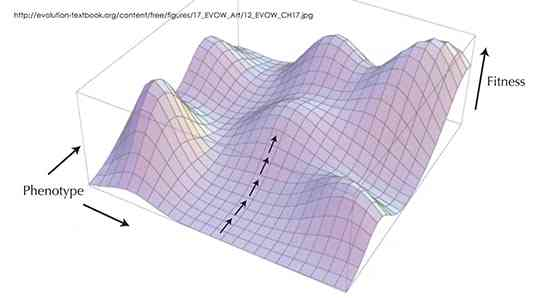 http://evolution-textbook.org/content/free/figures/17_EVOW_Art/12_EVOW_CH17.jpg
Fitness
Phenotype